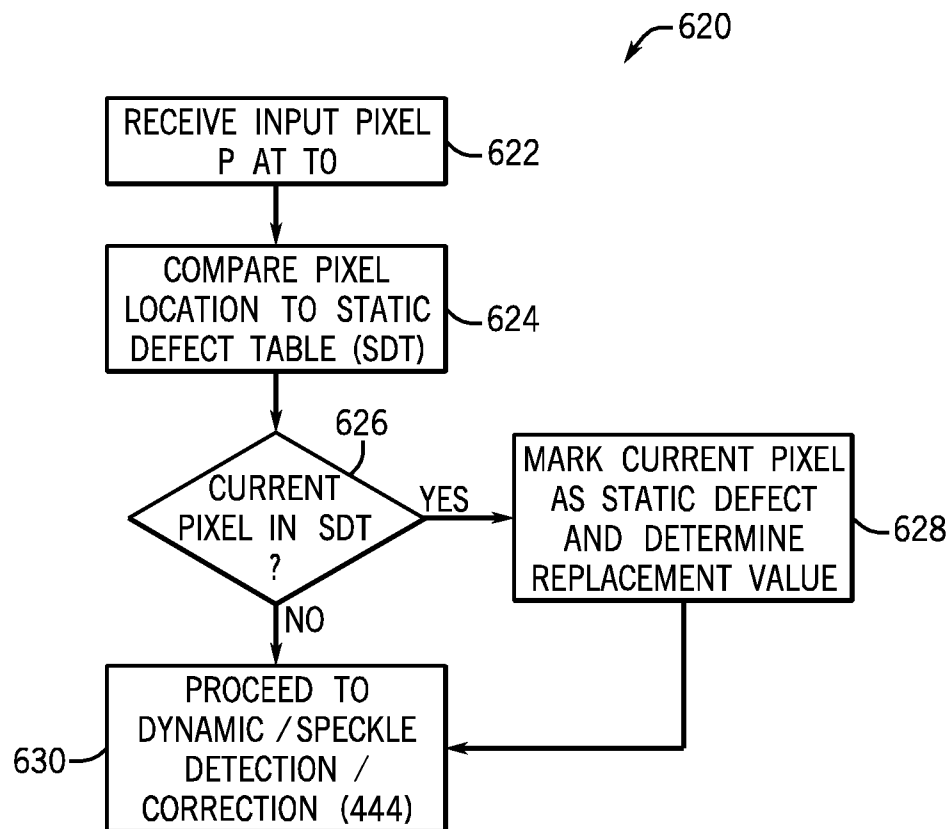 620
RECEIVE INPUT PIXEL
P AT TO
622
COMPARE PIXEL
LOCATION TO STATIC
DEFECT TABLE (SDT)
624
626
CURRENT
PIXEL IN SDT
?
YES
MARK CURRENT PIXEL
AS STATIC DEFECT
AND DETERMINE
REPLACEMENT VALUE
628
NO
PROCEED TO
DYNAMIC / SPECKLE
DETECTION /
CORRECTION (444)
630